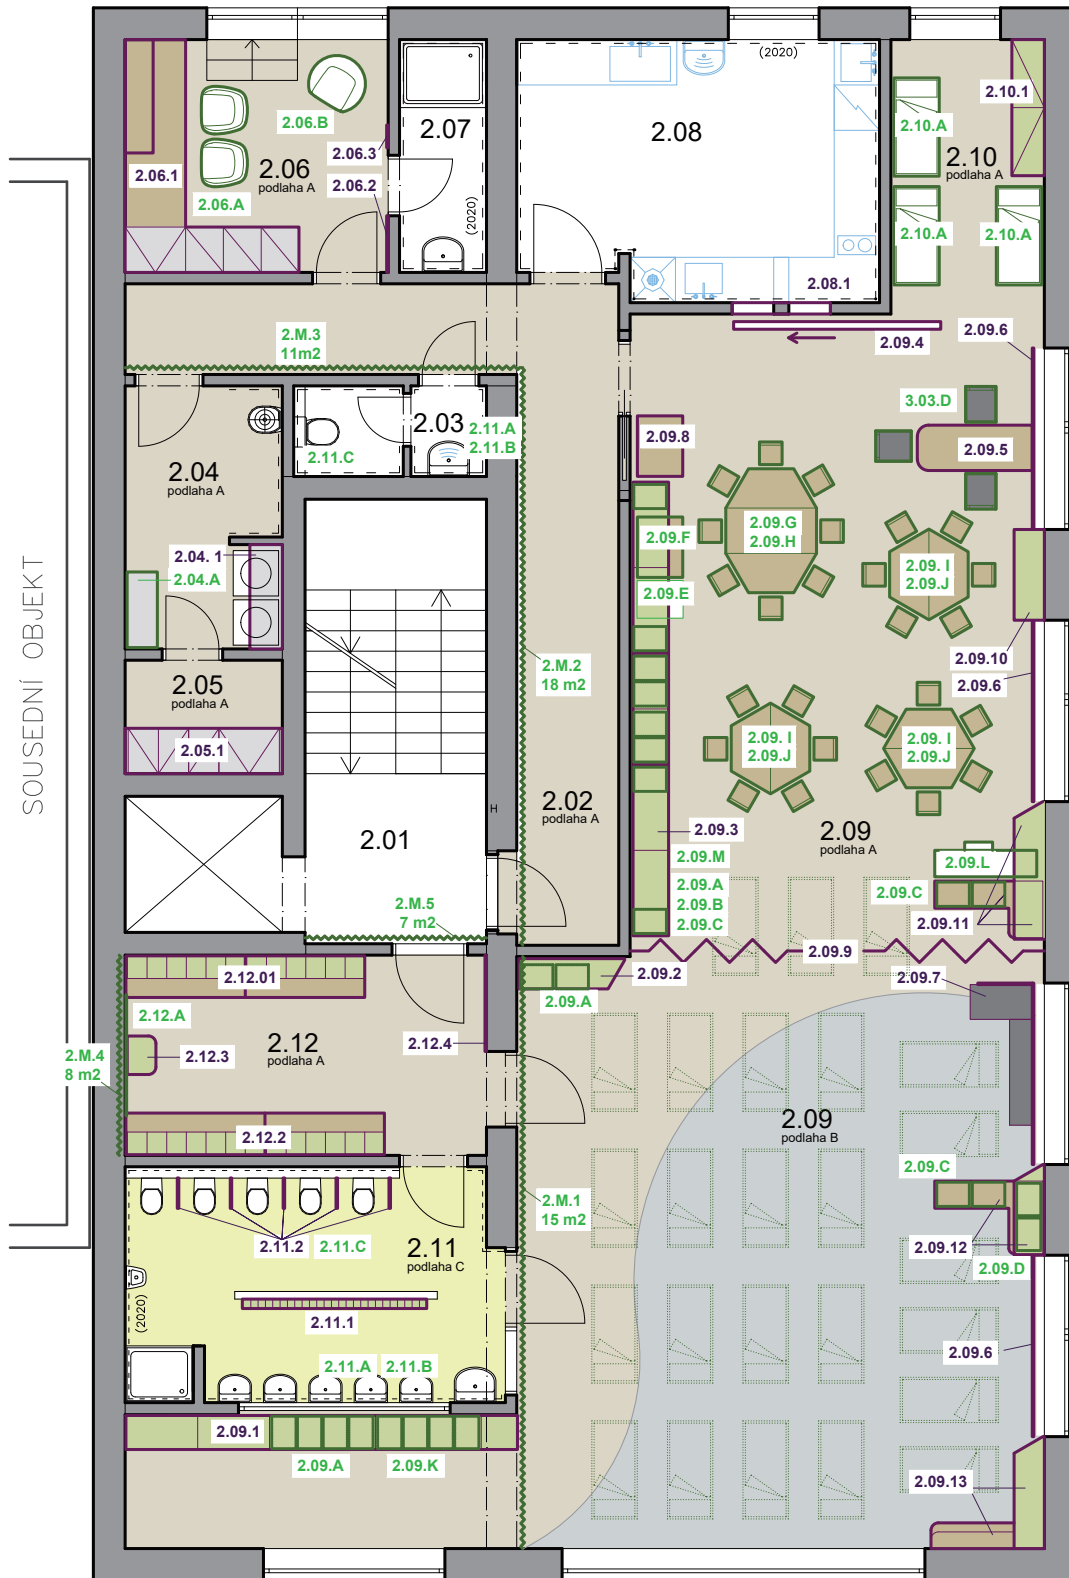 2.06.B
2.06
podlaha A
2.06.1
2.06.A
2.06.3
2.06.2
2.07
(2020)
2.08
(2020)
2.08.1
2.10.1
2.10.A
2.10
podlaha A
2.10.A
2.10.A
2.M.3
11m2
2.09.4
2.09.6
3.03.D
2.09.5
2.03
2.11.A
2.11.B
2.11.C
2.09.8
2.04
podlaha A
2.04. 1
2.04.A
2.09.F
2.09.E
2.09.G
2.09.H
2.09. I
2.09.J
2.09.10
2.09.6
2.M.2
18 m2
2.05
podlaha A
2.05.1
SOUSEDNÍ OBJEKT
2.09. I
2.09.J
2.09. I
2.09.J
H
2.02
podlaha A
2.01
2.09.3
2.09
podlaha A
2.09.M
2.09.A
2.09.B
2.09.C
2.09.L
2.09.C
2.09.11
2.M.5
7 m2
2.09.9
2.12.01
2.09.2
2.09.A
2.09.7
2.12.A
2.12.3
2.12
podlaha A
2.12.4
2.M.4
8 m2
2.12.2
2.09
podlaha B
2.09.C
2.M.1
15 m2
2.11.2
2.11.C
2.11
podlaha C
2.09.12
2.09.D
(2020)
2.11.1
2.09.6
2.11.A
2.11.B
2.09.1
2.09.A
2.09.K
2.09.13